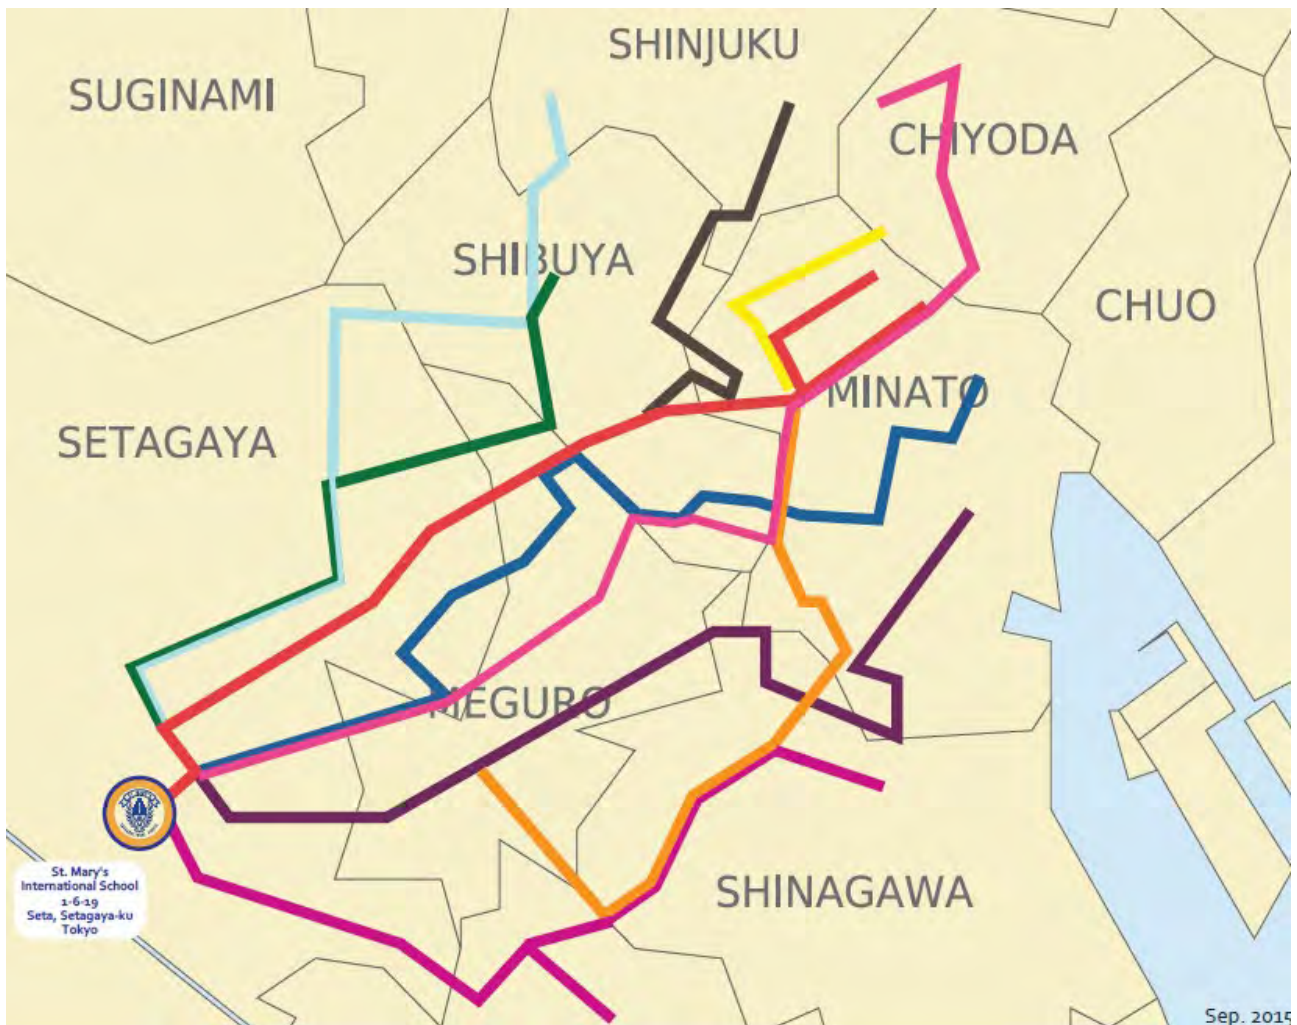 SHINJUKU
SUGINAMI
CHIYODA
SHIBUYA
CHUO
MINATO
SETAGAYA
MEGURO
SHINAGAWA
St. Mary's
International School
1-6-19
Seta, Setagaya-ku
Tokyo
Sep. 2015